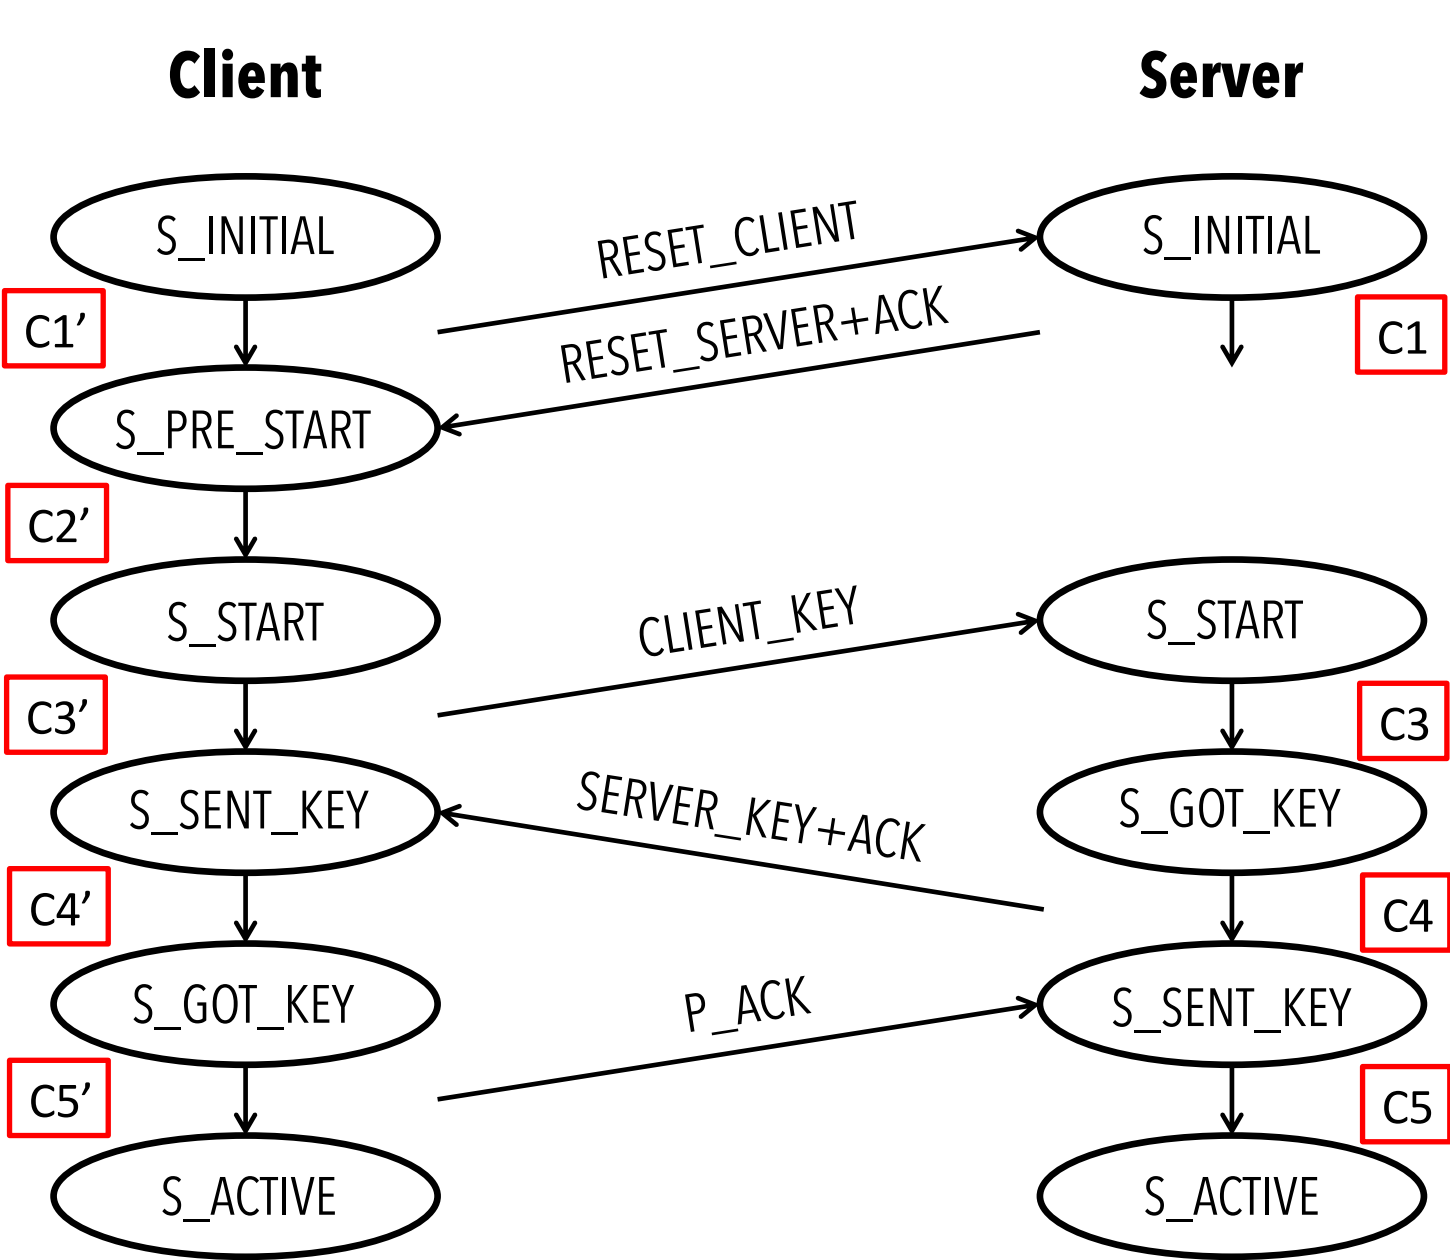 Client
Server
S_INITIAL
RESET_CLIENT
S_INITIAL
C1’
RESET_SERVER+ACK
C1
S_PRE_START
C2’
S_START
CLIENT_KEY
S_START
C3’
C3
S_SENT_KEY
SERVER_KEY+ACK
S_GOT_KEY
C4’
C4
S_GOT_KEY
P_ACK
S_SENT_KEY
C5’
C5
S_ACTIVE
S_ACTIVE